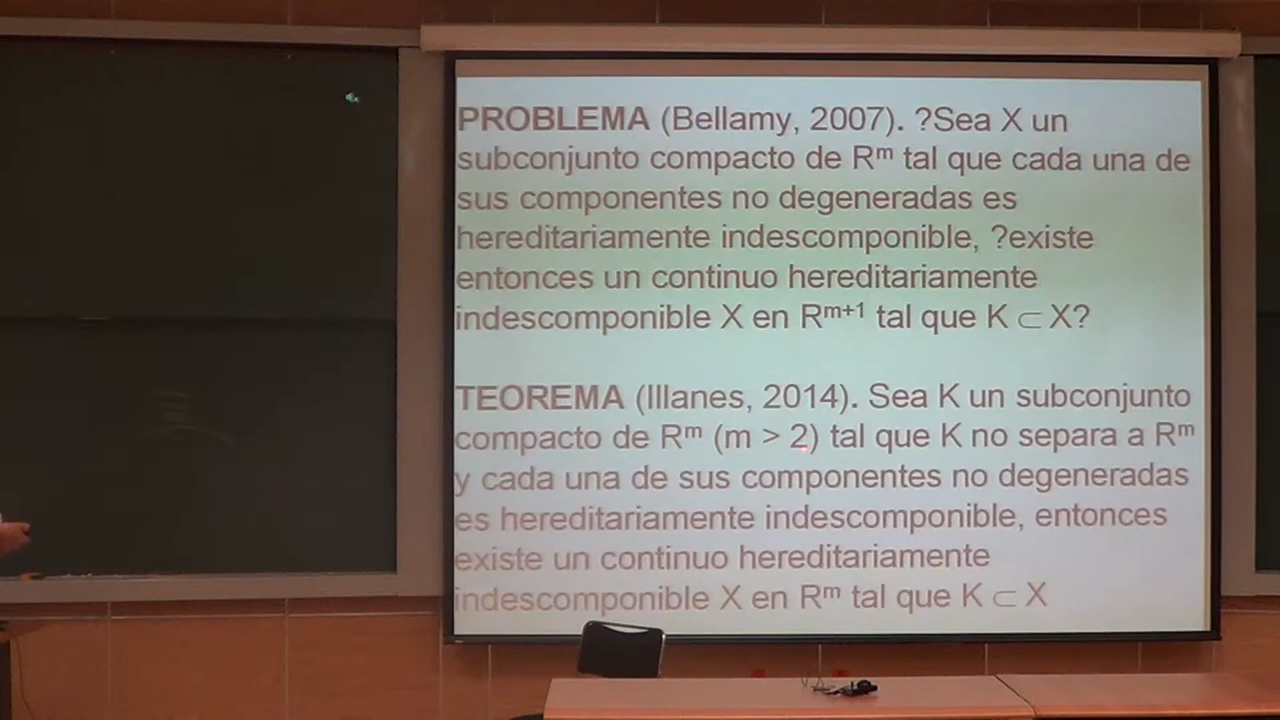 PROBLEMA (Bellamy, 2007). ?Sea X un
subconjunto compacto de Rᵐ tal que cada una de
sus componentes no degeneradas es
hereditariamente indescomponible, ?existe
entonces un continuo hereditariamente
indescomponible X en Rᵐ⁺¹ tal que K ⊂ X?
TEOREMA (Illanes, 2014). Sea K un subconjunto
compacto de Rᵐ (m > 2) tal que K no separa a Rᵐ
y cada una de sus componentes no degeneradas
es hereditariamente indescomponible, entonces
existe un continuo hereditariamente
indescomponible X en Rᵐ tal que K ⊂ X